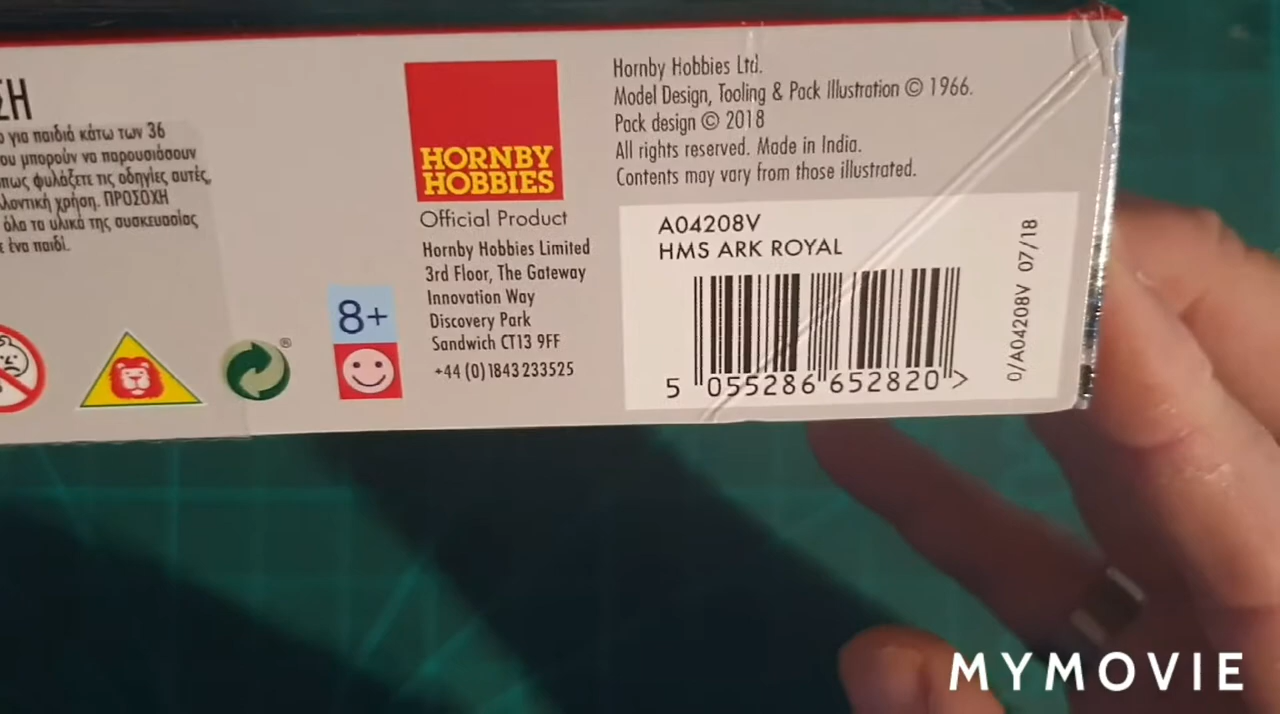 ΣΗ
ο για παιδιά κάτω των 36
ου μπορούν να παρουσιάσουν
πως φυλάξετε τις οδηγίες αυτές,
λοντική χρήση. ΠΡΟΣΟΧΗ
όλα τα υλικά της συσκευασίας
ε ένα παιδί.
HORNBY
HOBBIES
Official Product
Hornby Hobbies Limited
3rd Floor, The Gateway
Innovation Way
Discovery Park
Sandwich CT13 9FF
+44 (0) 1843 233525
8+
®
Hornby Hobbies Ltd.
Model Design, Tooling & Pack Illustration © 1966.
Pack design © 2018
All rights reserved. Made in India.
Contents may vary from those illustrated.
A04208V
HMS ARK ROYAL
5 055286 652820 >
0/A04208V 07/18
MYMOVIE